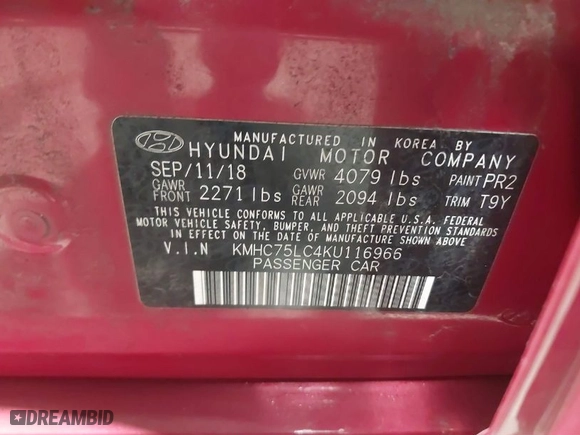 MANUFACTURED IN KOREA BY
HYUNDAI MOTOR COMPANY
SEP/11/18 GVWR 4079 lbs PAINT PR2
GAWR FRONT 2271 lbs GAWR REAR 2094 lbs TRIM T9Y
THIS VEHICLE CONFORMS TO ALL APPLICABLE U.S.A. FEDERAL
MOTOR VEHICLE SAFETY, BUMPER, AND THEFT PREVENTION
STANDARDS IN EFFECT ON THE DATE OF MANUFACTURE SHOWN
ABOVE.
V.I.N KMHC75LC4KU116966
PASSENGER CAR
DREAMBID